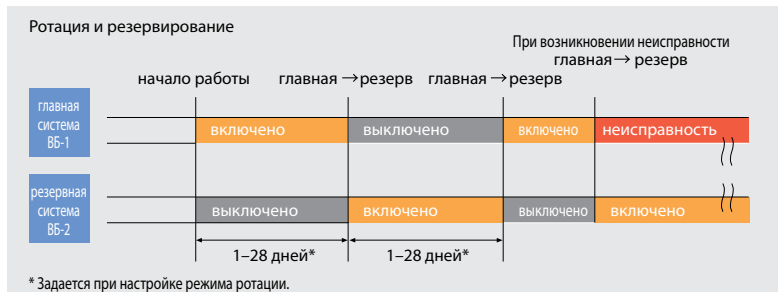 Ротация и резервирование
При возникновении неисправности
главная → резерв
начало работы главная → резерв главная → резерв
главная
система
ВБ-1
включено выключено включено неисправность
резервная
система
ВБ-2
выключено включено выключено включено
1–28 дней* 1–28 дней*
* Задается при настройке режима ротации.